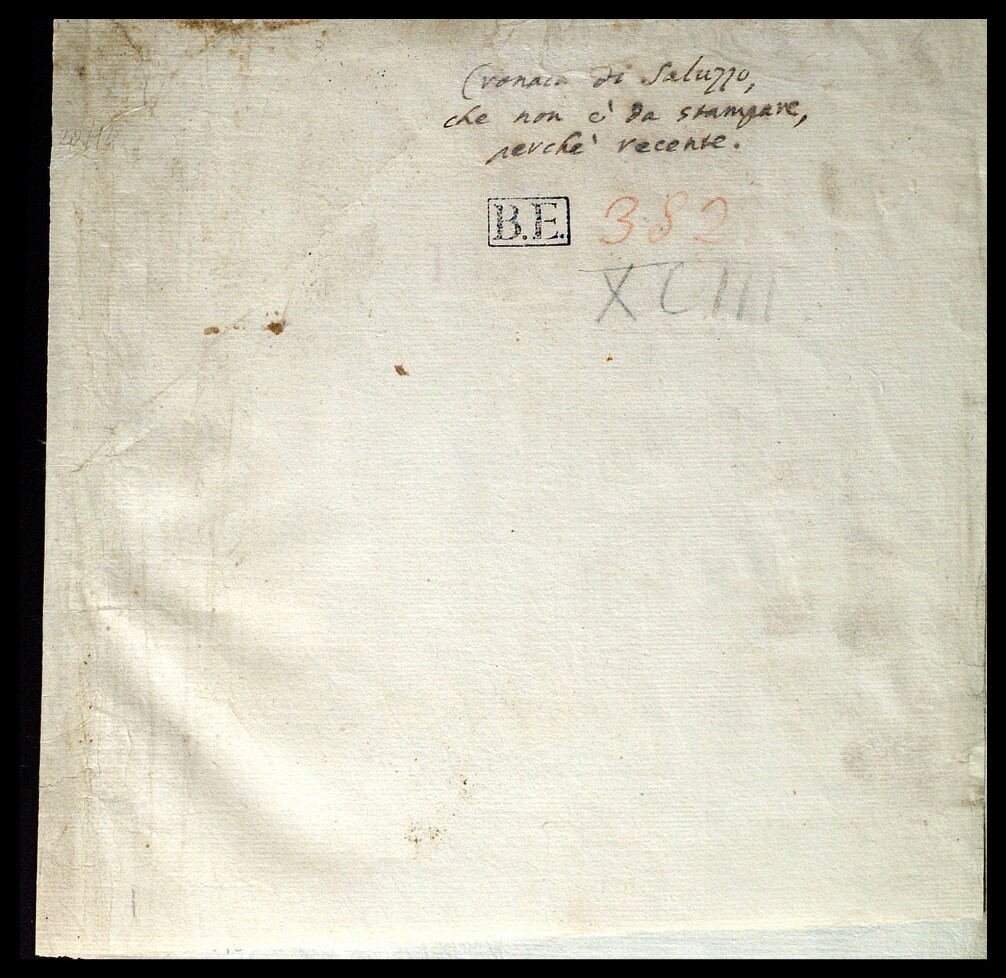 Cronaca di Saluzzo,
che non è da stampare,
perchè recente.
B.E. 382.
XCIII